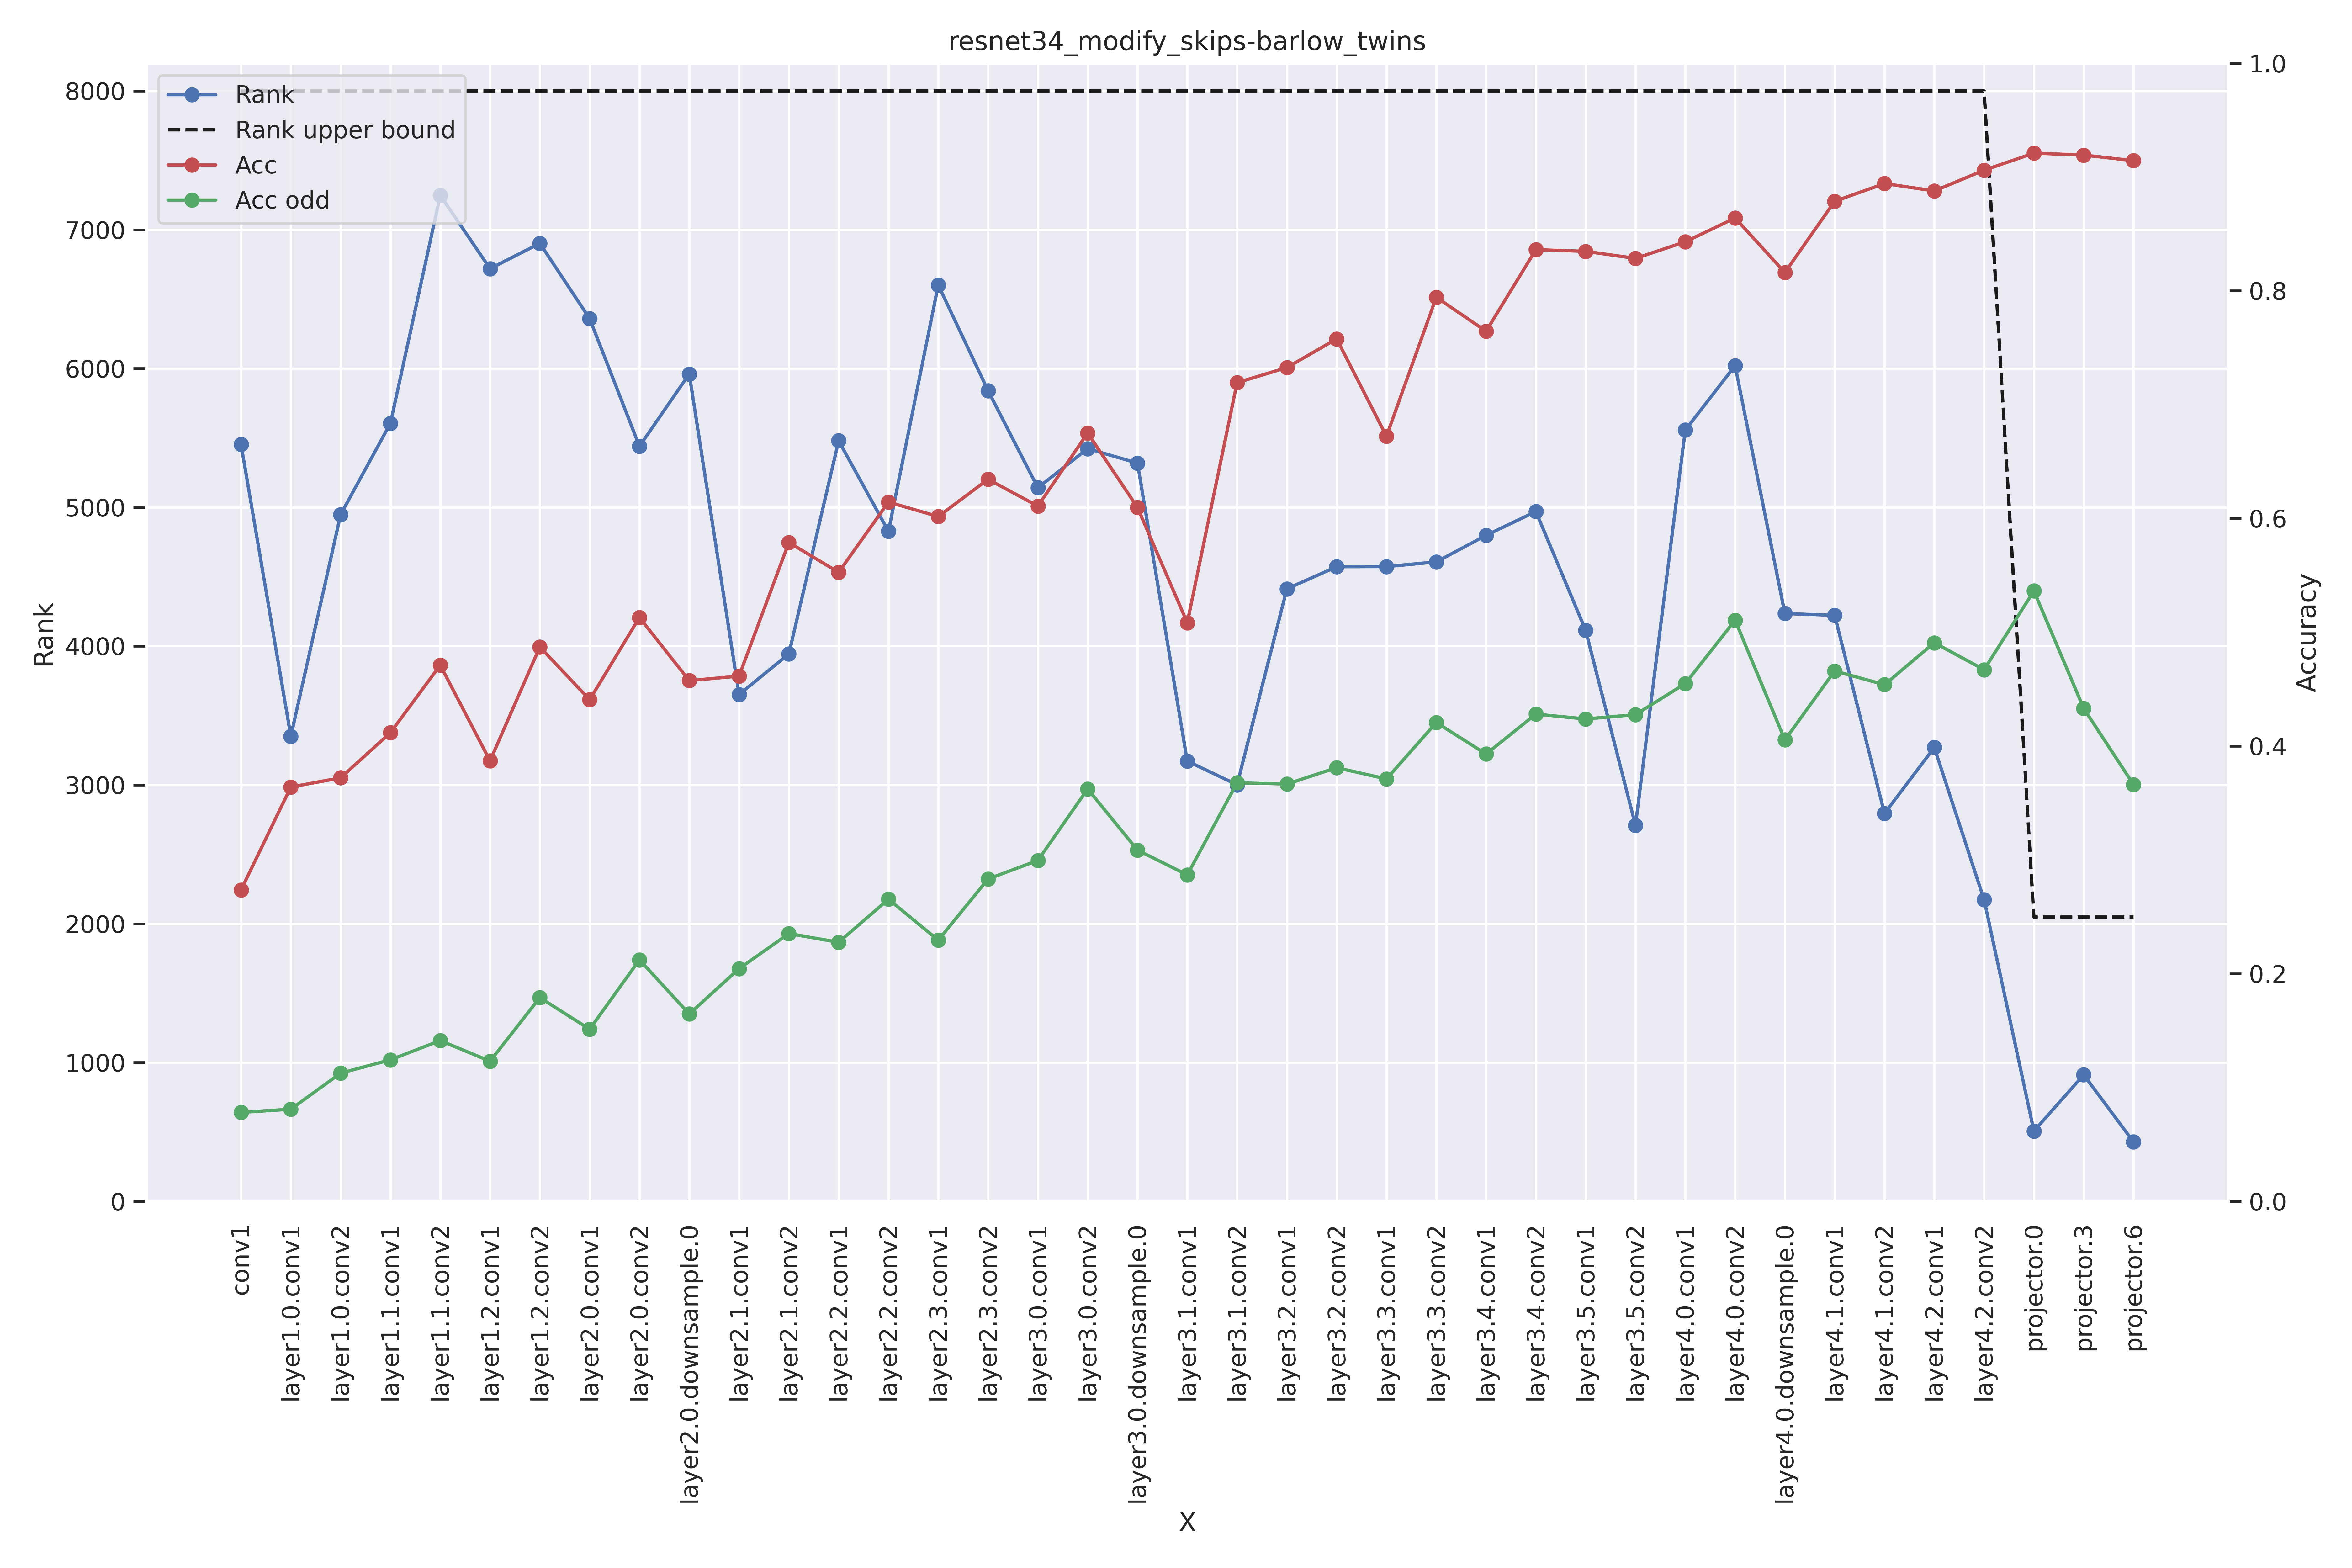 resnet34_modify_skips-barlow_twins
Rank
Rank upper bound
Acc
Acc odd
8000
7000
6000
5000
4000
3000
2000
1000
0
Rank
1.0
0.8
0.6
0.4
0.2
0.0
Accuracy
conv1
layer1.0.conv1
layer1.0.conv2
layer1.1.conv1
layer1.1.conv2
layer1.2.conv1
layer1.2.conv2
layer2.0.conv1
layer2.0.conv2
layer2.0.downsample.0
layer2.1.conv1
layer2.1.conv2
layer2.2.conv1
layer2.2.conv2
layer2.3.conv1
layer2.3.conv2
layer3.0.conv1
layer3.0.conv2
layer3.0.downsample.0
layer3.1.conv1
layer3.1.conv2
layer3.2.conv1
layer3.2.conv2
layer3.3.conv1
layer3.3.conv2
layer3.4.conv1
layer3.4.conv2
layer3.5.conv1
layer3.5.conv2
layer4.0.conv1
layer4.0.conv2
layer4.0.downsample.0
layer4.1.conv1
layer4.1.conv2
layer4.2.conv1
layer4.2.conv2
projector.0
projector.3
projector.6
X